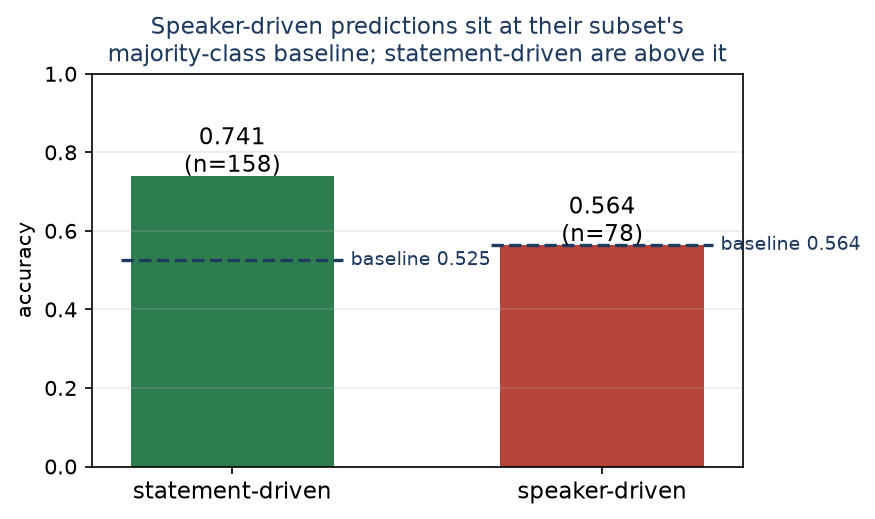 Speaker-driven predictions sit at their subset's
majority-class baseline; statement-driven are above it
1.0
0.8
0.6
0.4
0.2
0.0
accuracy
0.741
(n=158)
baseline 0.525
0.564
(n=78)
baseline 0.564
statement-driven
speaker-driven